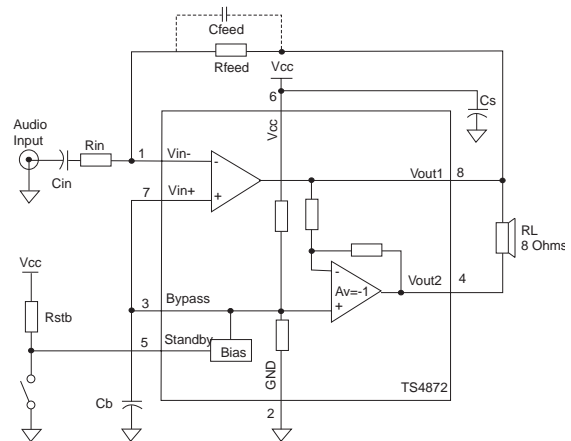 Cfeed
Rfeed
Vcc
6
Cs
Vcc
Audio
Input
Rin
Cin
1
Vin-
-
7
Vin+
+
Vout1
8
RL
8 Ohms
Vcc
Rstb
-
Av=-1
+
Vout2
4
3
Bypass
5
Standby
Bias
GND
Cb
2
TS4872